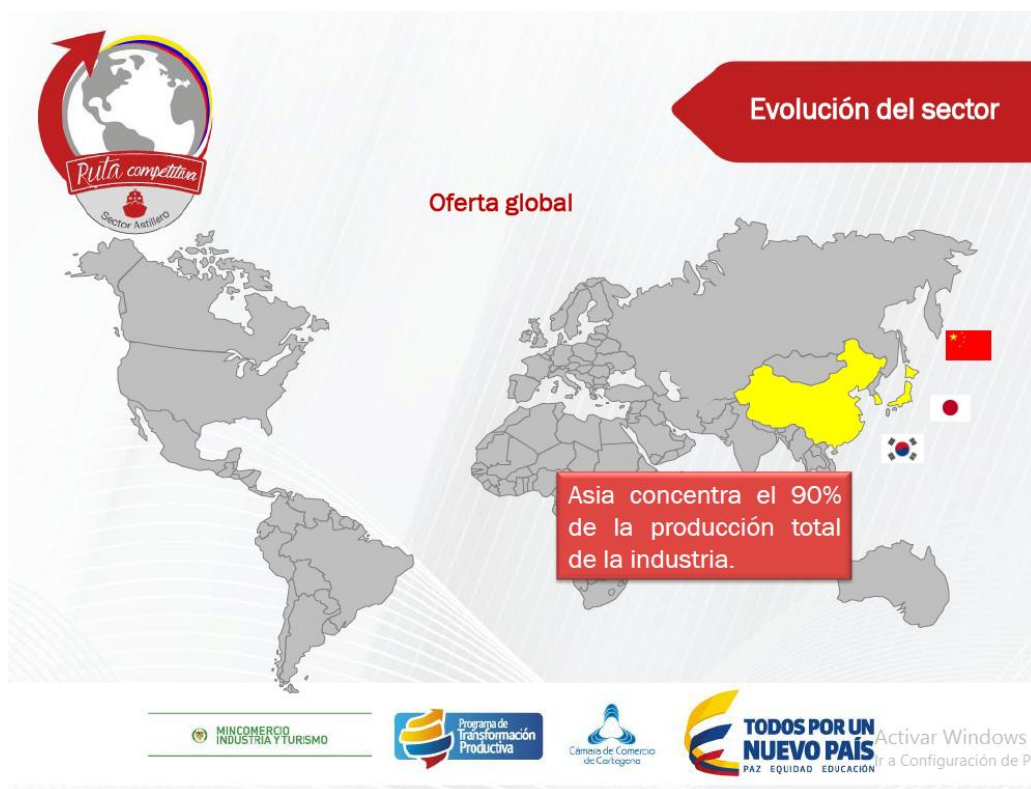 Ruta competitiva
Sector Astillero
Evolución del sector
Oferta global
Asia concentra el 90%
de la producción total
de la industria.
MINCOMERCIO
INDUSTRIA Y TURISMO
Programa de
Transformación
Productiva
Cámara de Comercio
de Cartagena
TODOS POR UN
NUEVO PAÍS
PAZ EQUIDAD EDUCACIÓN
Activar Windows
Ir a Configuración de P